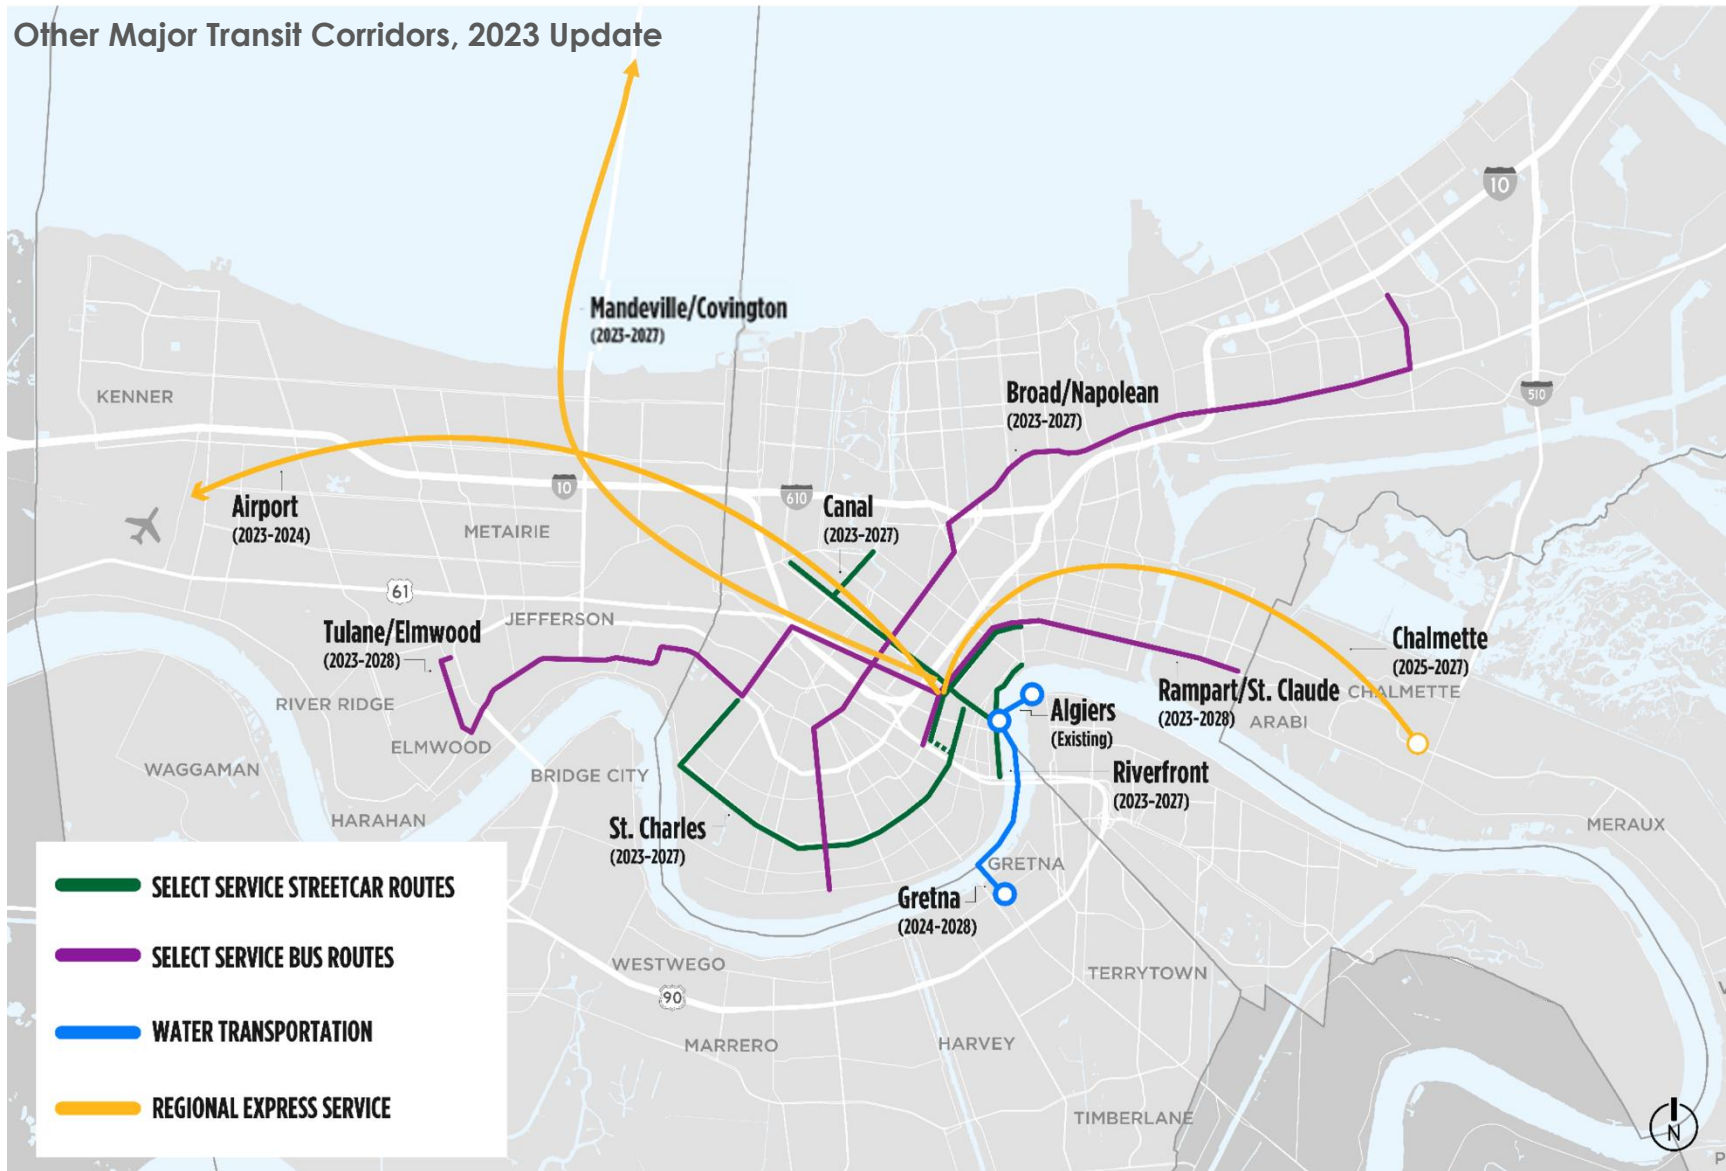 Other Major Transit Corridors, 2023 Update
10
Mandeville/Covington
(2023-2027)
KENNER
Broad/Napolean
(2023-2027)
510
10
610
Airport
(2023-2024)
Canal
(2023-2027)
METAIRIE
61
JEFFERSON
Tulane/Elmwood
(2023-2028)
Chalmette
(2025-2027)
RIVER RIDGE
Rampart/St. Claude
(2023-2028)
CHALMETTE
ARABI
Algiers
(Existing)
ELMWOOD
WAGGAMAN
BRIDGE CITY
Riverfront
(2023-2027)
HARAHAN
St. Charles
(2023-2027)
MERAUX
GRETNA
Gretna
(2024-2028)
SELECT SERVICE STREETCAR ROUTES
SELECT SERVICE BUS ROUTES
WATER TRANSPORTATION
REGIONAL EXPRESS SERVICE
WESTWEGO
TERRYTOWN
90
MARRERO
HARVEY
TIMBERLANE
N